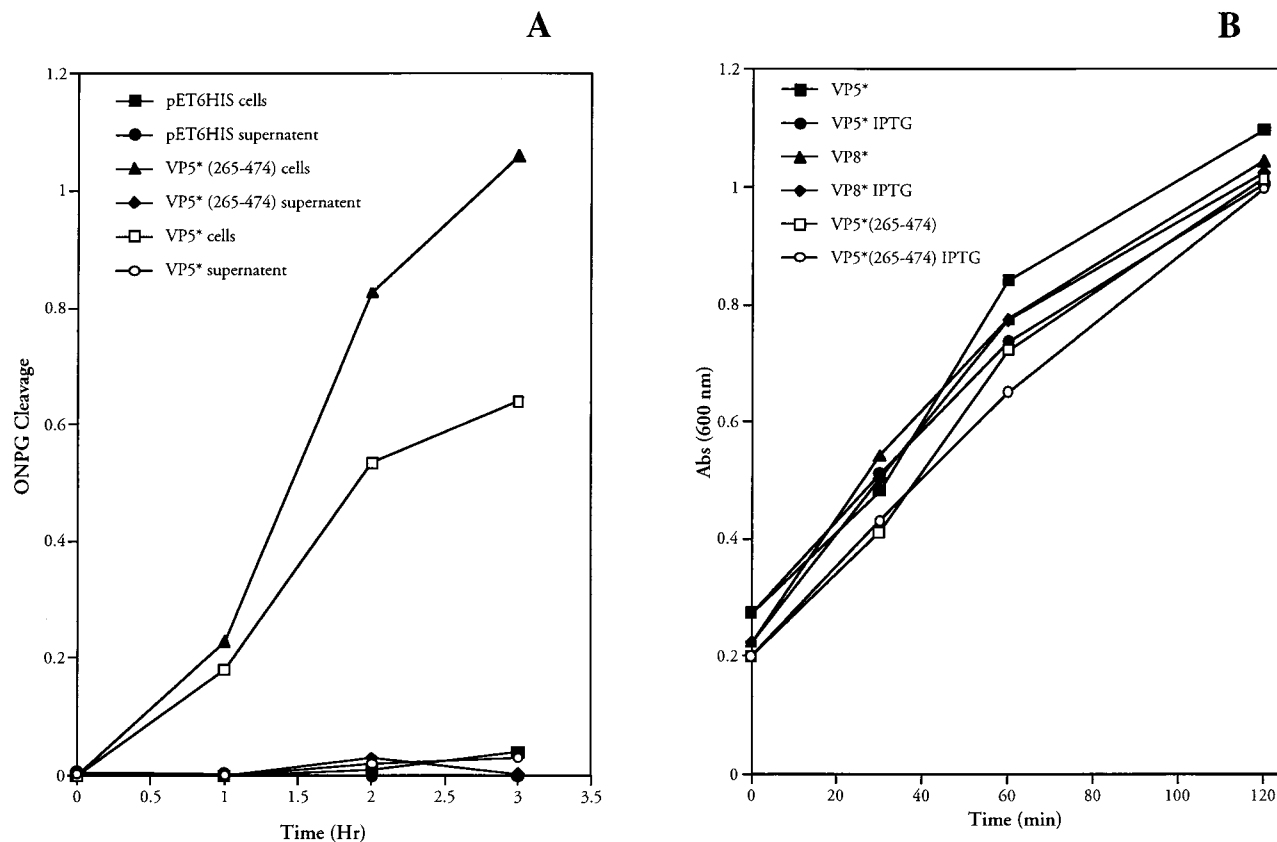 A
1.2
1
0.8
0.6
0.4
0.2
0
ONPG Cleavage
pET6HIS cells
pET6HIS supernatent
VP5* (265-474) cells
VP5* (265-474) supernatent
VP5* cells
VP5* supernatent
0 0.5 1 1.5 2 2.5 3 3.5
Time (Hr)
B
1.2
1.0
0.8
0.6
0.4
0.2
0
Abs (600 nm)
VP5*
VP5* IPTG
VP8*
VP8* IPTG
VP5*(265-474)
VP5*(265-474) IPTG
0 20 40 60 80 100 120
Time (min)